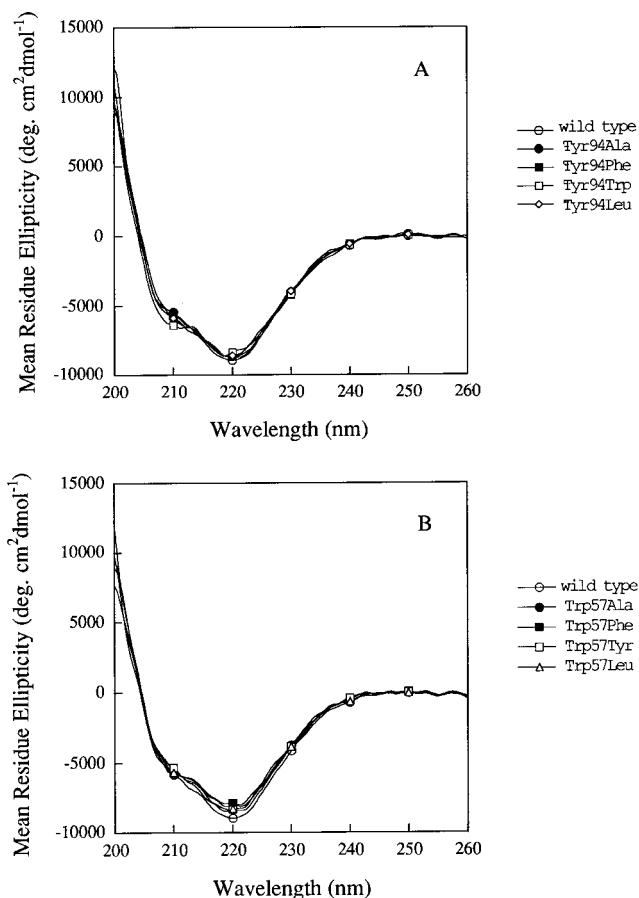 A
Mean Residue Ellipticity (deg. cm²dmol⁻¹)
15000
10000
5000
0
-5000
-10000
200 210 220 230 240 250 260
Wavelength (nm)
wild type
Tyr94Ala
Tyr94Phe
Tyr94Trp
Tyr94Leu
B
Mean Residue Ellipticity (deg. cm²dmol⁻¹)
15000
10000
5000
0
-5000
-10000
200 210 220 230 240 250 260
Wavelength (nm)
wild type
Trp57Ala
Trp57Phe
Trp57Tyr
Trp57Leu